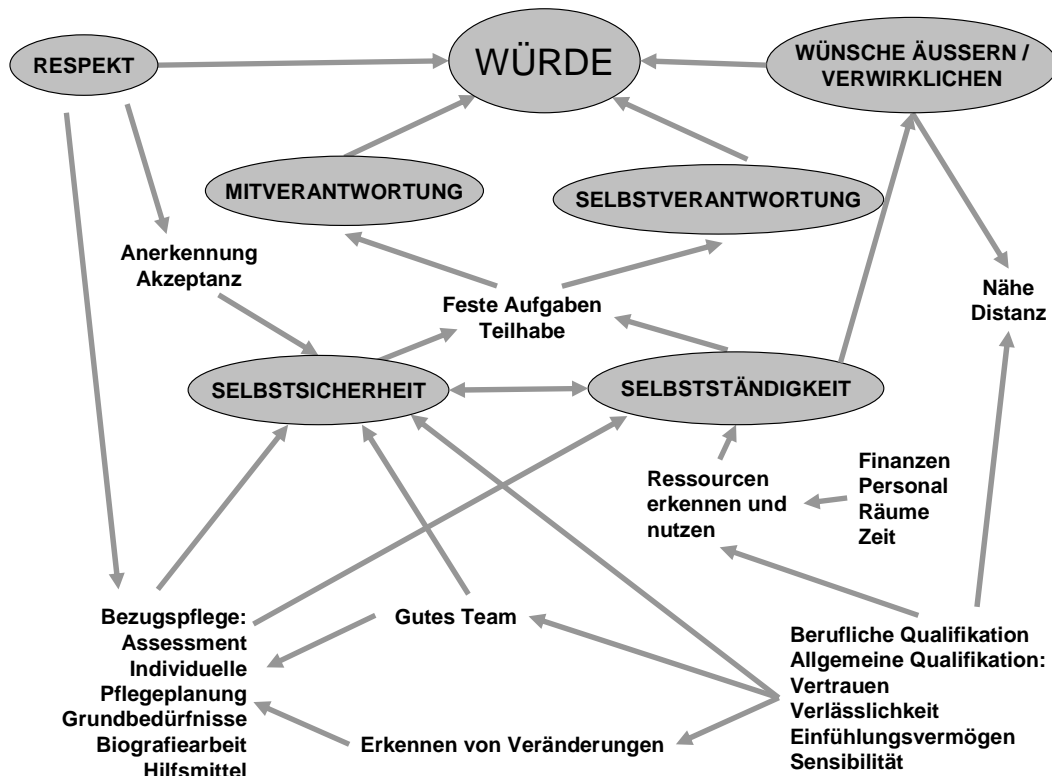 RESPEKT
WÜRDE
WÜNSCHE ÄUSSERN /
VERWIRKLICHEN
MITVERANTWORTUNG
SELBSTVERANTWORTUNG
Anerkennung
Akzeptanz
Feste Aufgaben
Teilhabe
Nähe
Distanz
SELBSTSICHERHEIT
SELBSTSTÄNDIGKEIT
Ressourcen
erkennen und
nutzen
Finanzen
Personal
Räume
Zeit
Bezugspflege:
Assessment
Individuelle
Pflegeplanung
Grundbedürfnisse
Biografiearbeit
Hilfsmittel
Gutes Team
Erkennen von Veränderungen
Berufliche Qualifikation
Allgemeine Qualifikation:
Vertrauen
Verlässlichkeit
Einfühlungsvermögen
Sensibilität